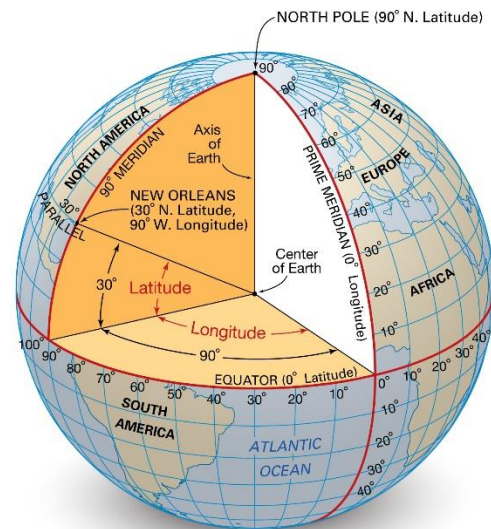 NORTH POLE (90° N. Latitude)
90°
80°
70°
60°
50°
40°
30°
20°
10°
ASIA
EUROPE
AFRICA
NORTH AMERICA
90° MERIDIAN
Axis
of
Earth
PRIME MERIDIAN (0° Longitude)
30°
PARALLEL
NEW ORLEANS
(30° N. Latitude,
90° W. Longitude)
Center
of Earth
30°
Latitude
Longitude
90°
100°
90°
80°
70°
60°
50°
40°
30°
20°
10°
0°
10°
20°
30°
40°
EQUATOR (0° Latitude)
10°
20°
30°
40°
SOUTH
AMERICA
ATLANTIC
OCEAN